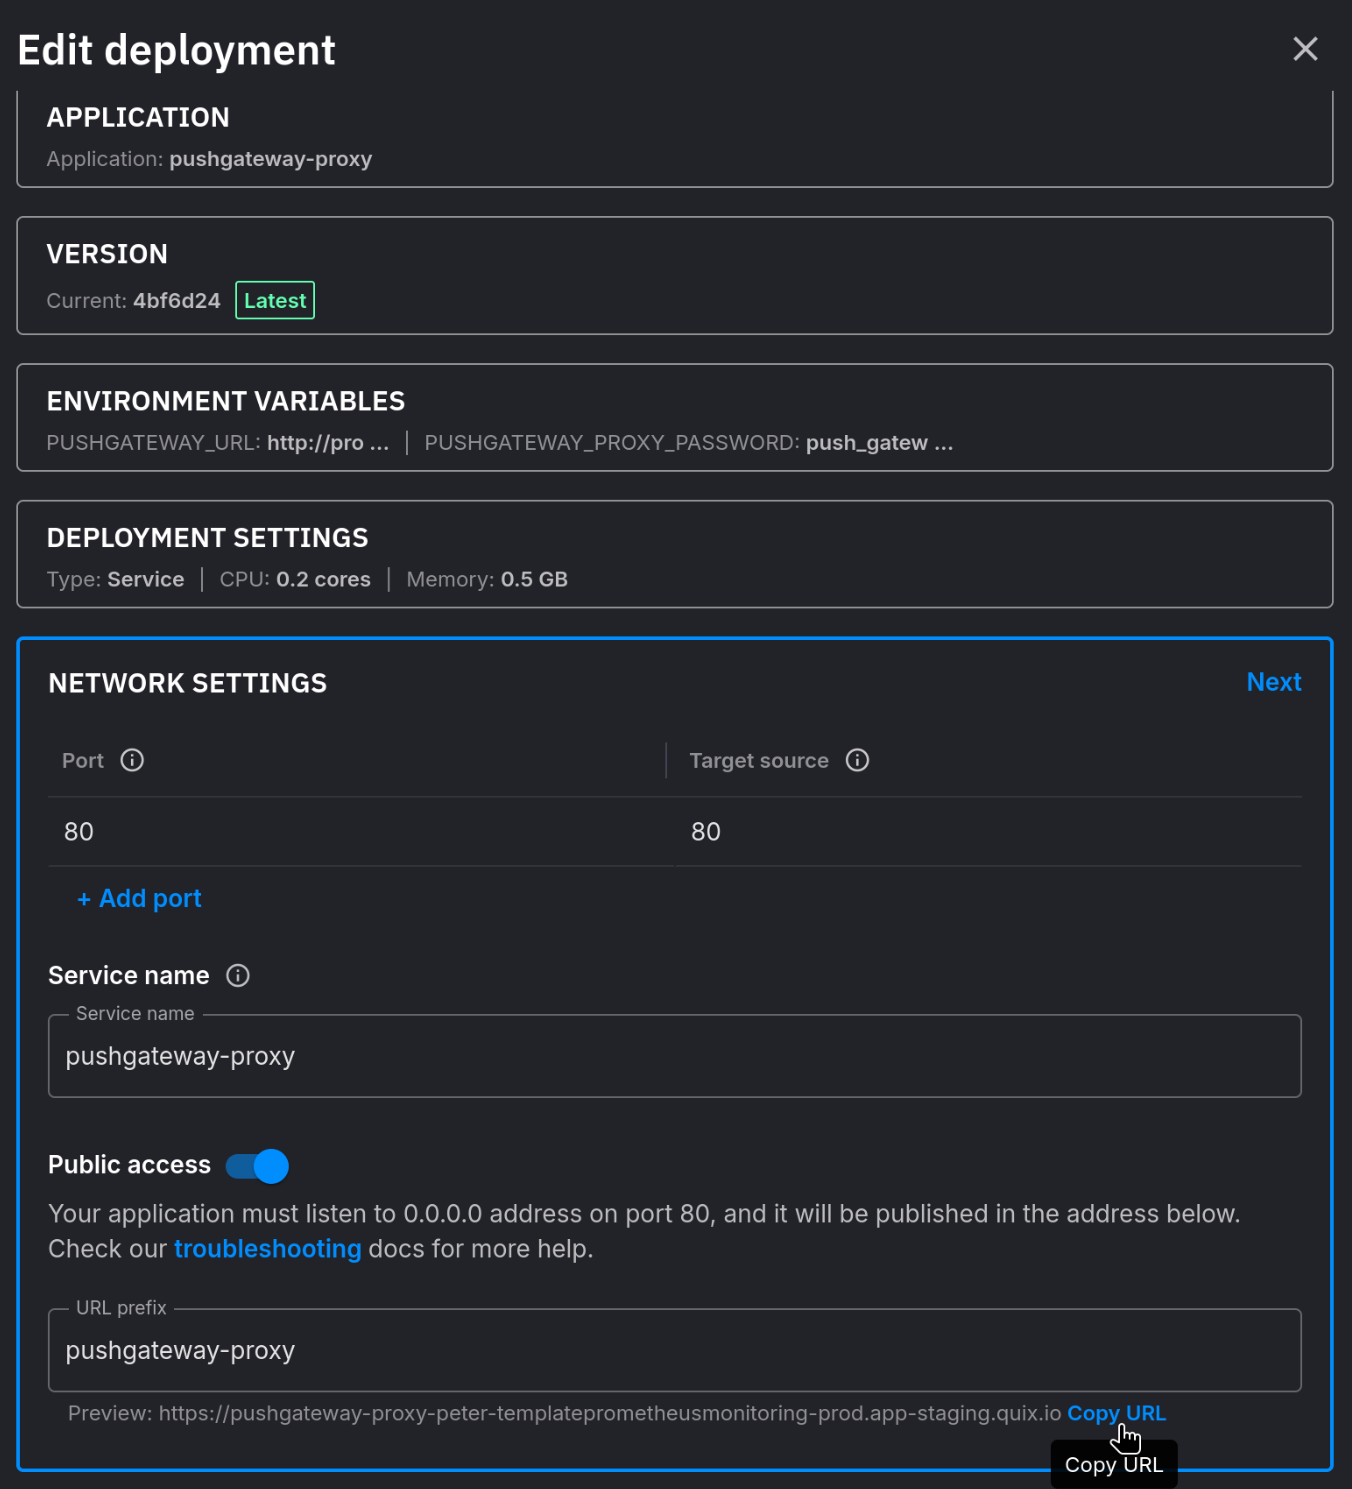 Edit deployment
APPLICATION
Application: pushgateway-proxy
VERSION
Current: 4bf6d24 Latest
ENVIRONMENT VARIABLES
PUSHGATEWAY_URL: http://pro ... | PUSHGATEWAY_PROXY_PASSWORD: push_gatew ...
DEPLOYMENT SETTINGS
Type: Service | CPU: 0.2 cores | Memory: 0.5 GB
NETWORK SETTINGS Next
Port Target source
80 80
+ Add port
Service name
Service name
pushgateway-proxy
Public access
Your application must listen to 0.0.0.0 address on port 80, and it will be published in the address below.
Check our troubleshooting docs for more help.
URL prefix
pushgateway-proxy
Preview: https://pushgateway-proxy-peter-templateprometheusmonitoring-prod.app-staging.quix.io Copy URL
Copy URL